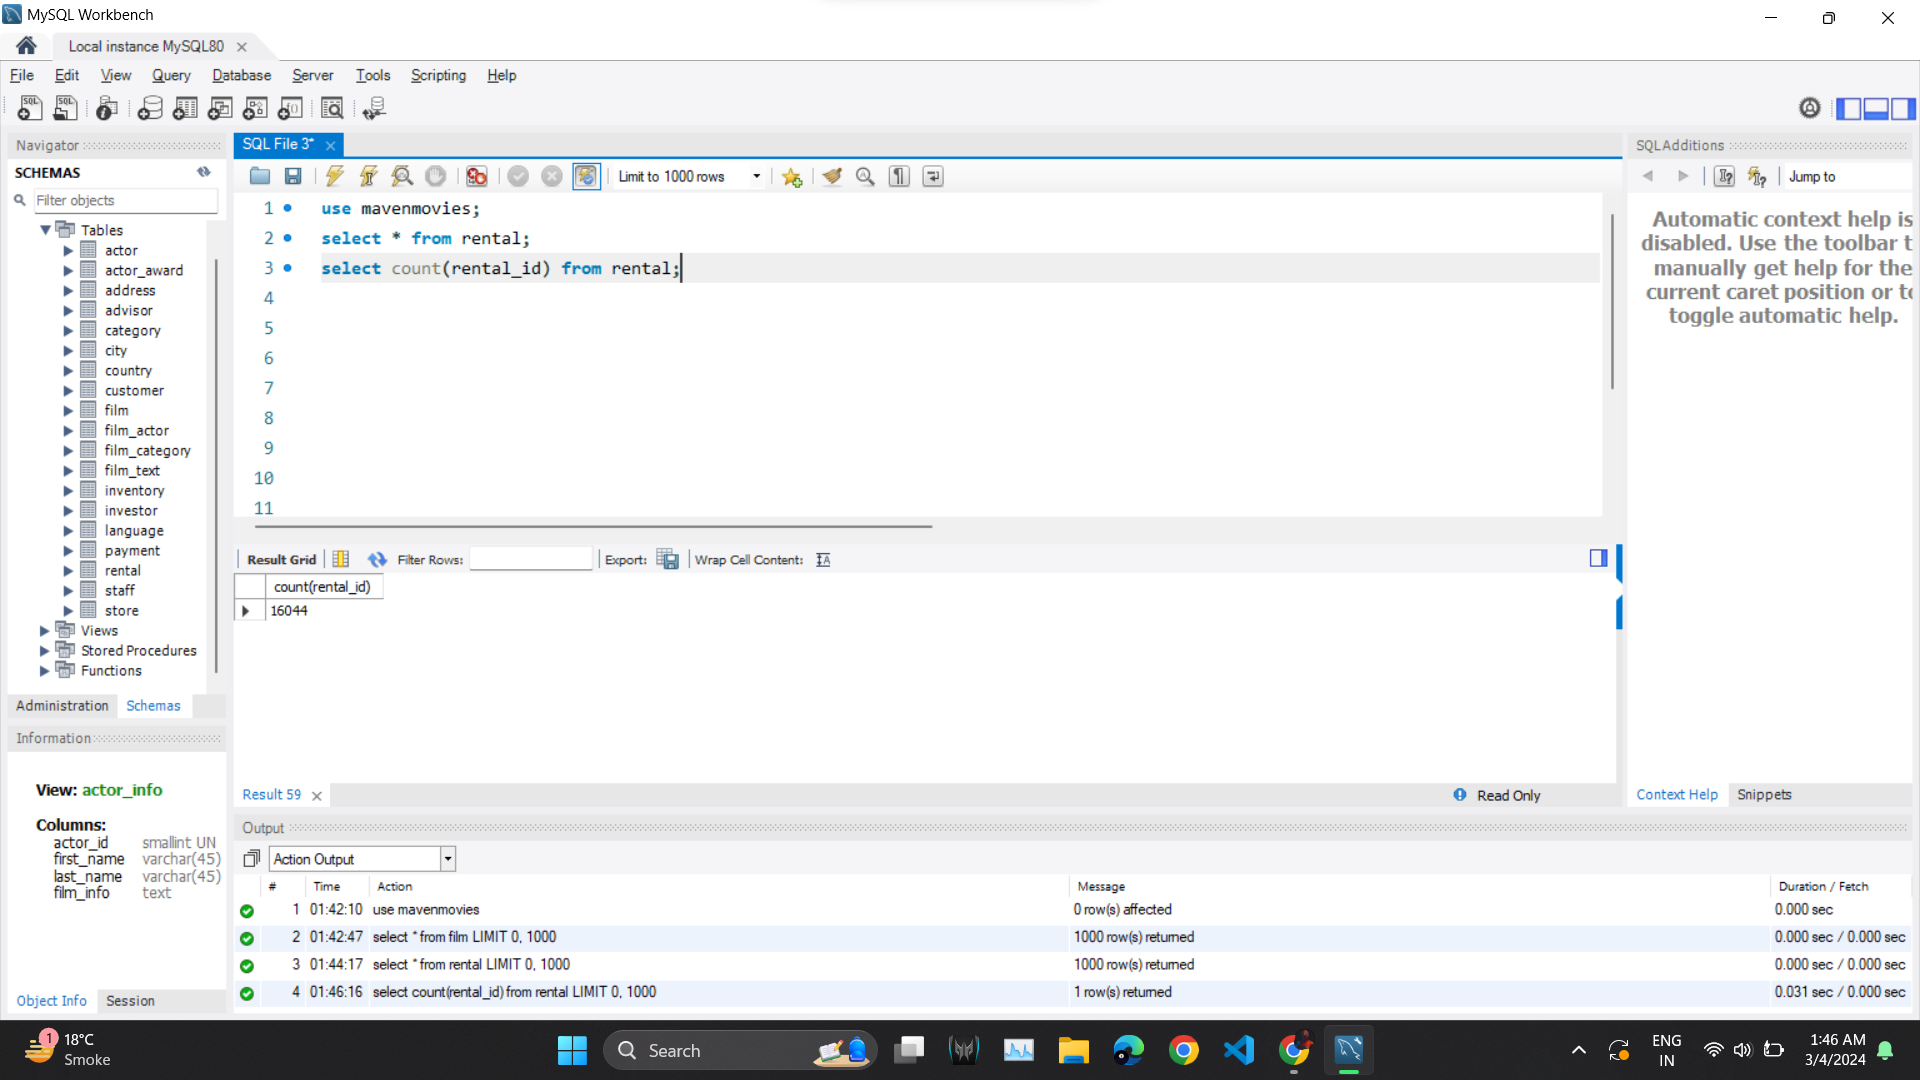 MySQL Workbench
Local instance MySQL80
File Edit View Query Database Server Tools Scripting Help
Navigator
SCHEMAS
Filter objects
Tables
actor
actor_award
address
advisor
category
city
country
customer
film
film_actor
film_category
film_text
inventory
investor
language
payment
rental
staff
store
Views
Stored Procedures
Functions
Administration Schemas
Information
View: actor_info
Columns:
actor_id smallint UN
first_name varchar(45)
last_name varchar(45)
film_info text
Object Info Session
SQL File 3*
Limit to 1000 rows
1 use mavenmovies;
2 select * from rental;
3 select count(rental_id) from rental;
4
5
6
7
8
9
10
11
Result Grid Filter Rows: Export: Wrap Cell Content:
count(rental_id)
16044
Result 59 Read Only
SQLAdditions
Jump to
Automatic context help is
disabled. Use the toolbar t
manually get help for the
current caret position or to
toggle automatic help.
Context Help Snippets
Output
Action Output
# Time Action Message Duration / Fetch
1 01:42:10 use mavenmovies 0 row(s) affected 0.000 sec
2 01:42:47 select * from film LIMIT 0, 1000 1000 row(s) returned 0.000 sec / 0.000 sec
3 01:44:17 select * from rental LIMIT 0, 1000 1000 row(s) returned 0.000 sec / 0.000 sec
4 01:46:16 select count(rental_id) from rental LIMIT 0, 1000 1 row(s) returned 0.031 sec / 0.000 sec
1
18°C
Smoke
Search
ENG
IN
1:46 AM
3/4/2024